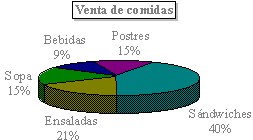 Venta de comidas
Postres
15%
Bebidas
9%
Sopa
15%
Sándwiches
40%
Ensaladas
21%